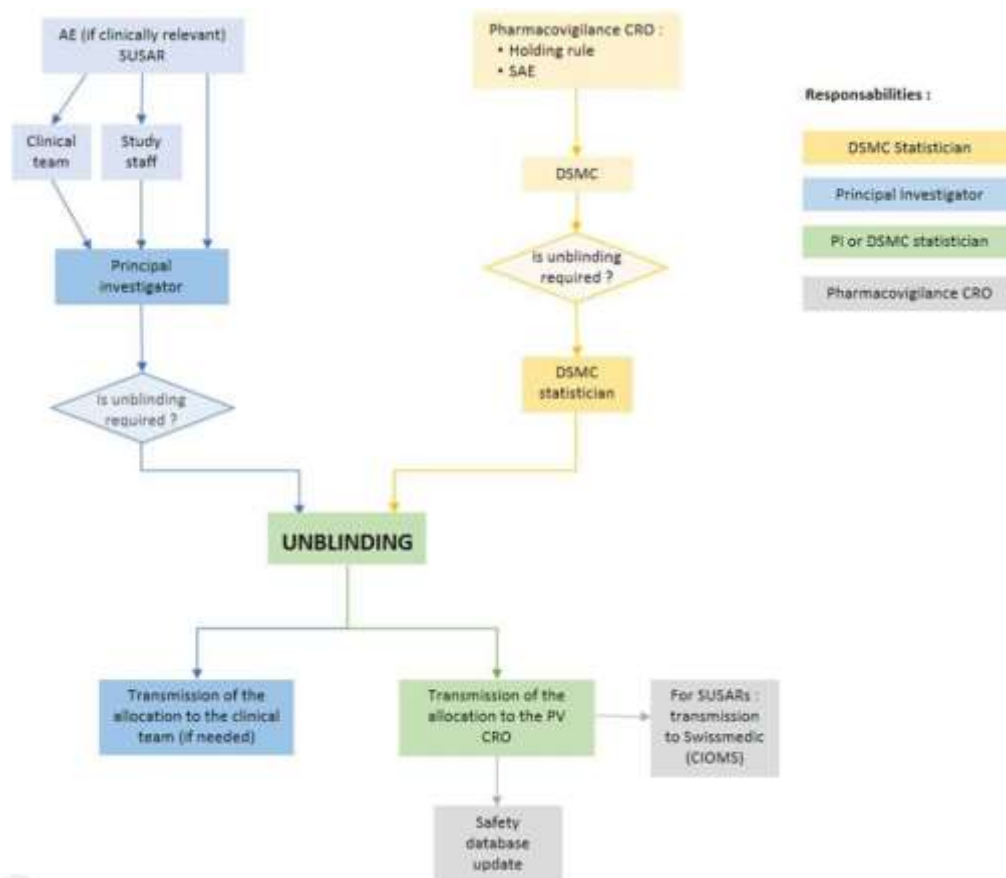 AE (if clinically relevant)
SUSAR
Clinical
team
Study
staff
Principal
investigator
Is unblinding
required ?
Pharmacovigilance CRO :
• Holding rule
• SAE
DSMC
Is unblinding
required ?
DSMC
statistician
Responsabilities :
DSMC Statistician
Principal Investigator
PI or DSMC statistician
Pharmacovigilance CRO
UNBLINDING
Transmission of the
allocation to the clinical
team (if needed)
Transmission of the
allocation to the PV
CRO
For SUSARs :
transmission
to Swissmedic
(CIOMS)
Safety
database
update